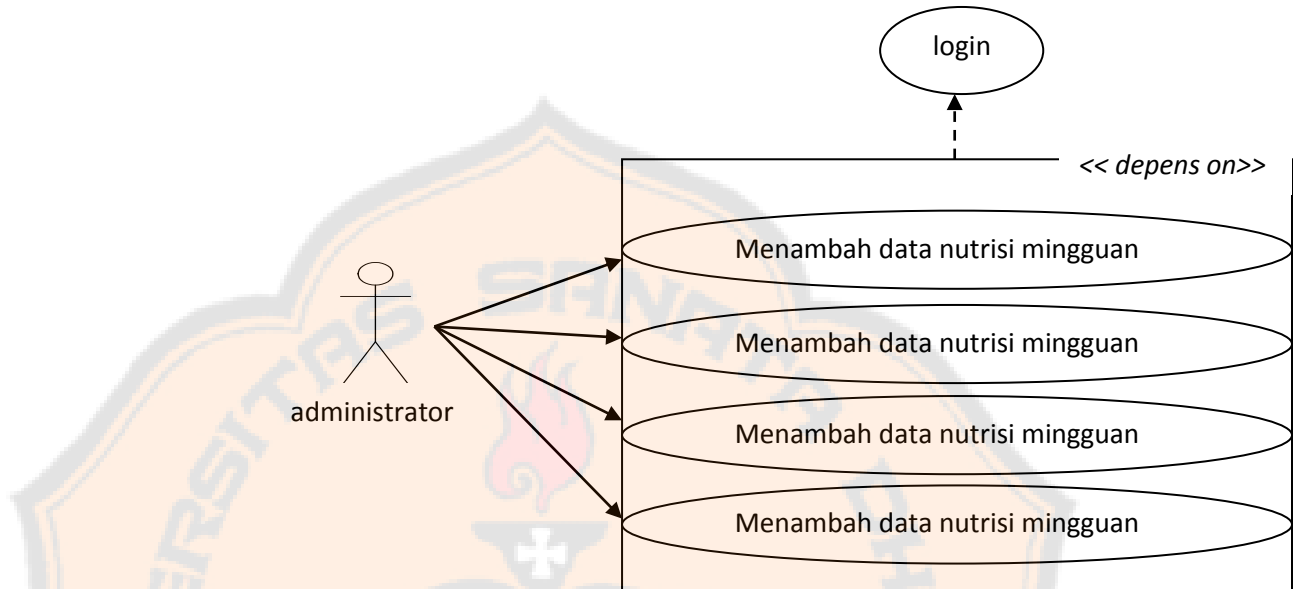 login
<< depens on>>
Menambah data nutrisi mingguan
Menambah data nutrisi mingguan
administrator
Menambah data nutrisi mingguan
Menambah data nutrisi mingguan
SANATA